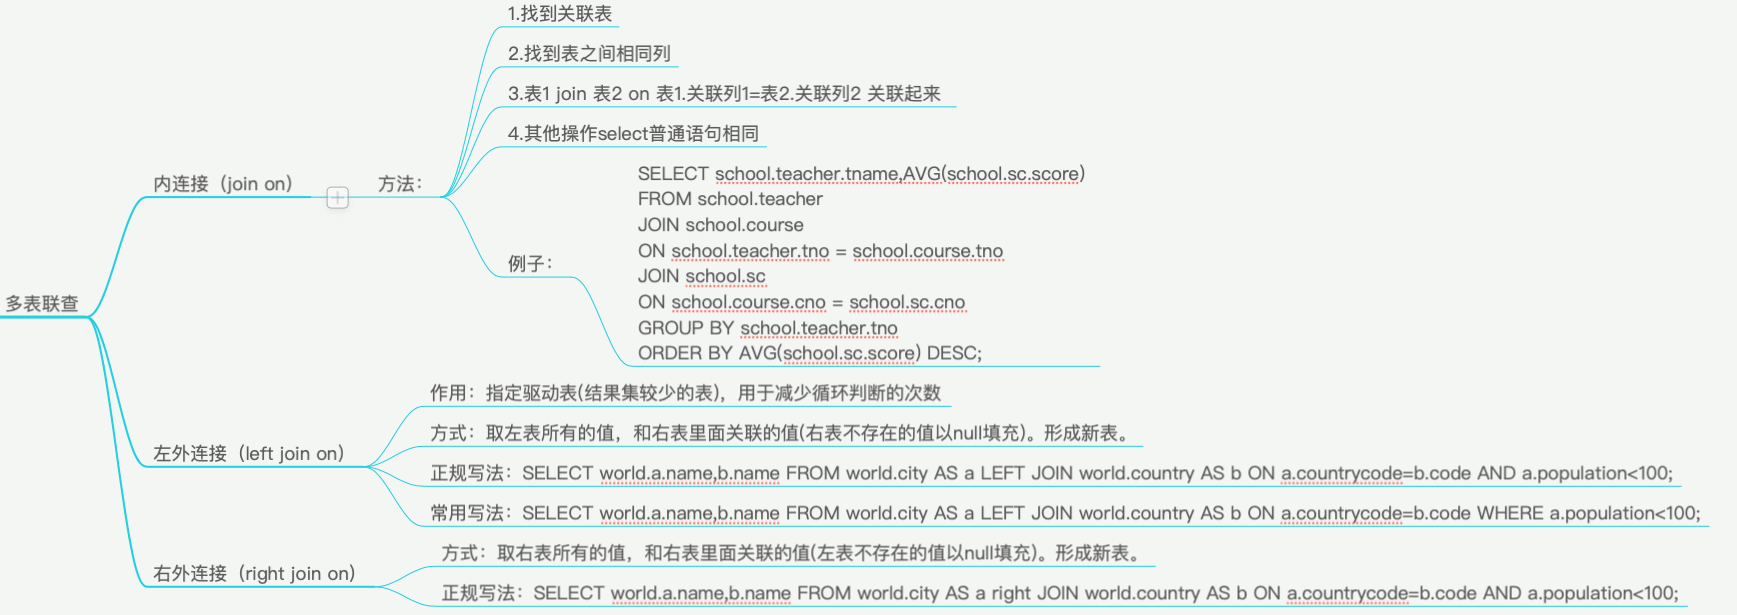 多表联查
内连接（join on）
方法：
1.找到关联表
2.找到表之间相同列
3.表1 join 表2 on 表1.关联列1=表2.关联列2 关联起来
4.其他操作select普通语句相同
例子：
SELECT school.teacher.tname,AVG(school.sc.score)
FROM school.teacher
JOIN school.course
ON school.teacher.tno = school.course.tno
JOIN school.sc
ON school.course.cno = school.sc.cno
GROUP BY school.teacher.tno
ORDER BY AVG(school.sc.score) DESC;
左外连接（left join on）
作用：指定驱动表(结果集较少的表)，用于减少循环判断的次数
方式：取左表所有的值，和右表里面关联的值(右表不存在的值以null填充)。形成新表。
正规写法：SELECT world.a.name,b.name FROM world.city AS a LEFT JOIN world.country AS b ON a.countrycode=b.code AND a.population<100;
常用写法：SELECT world.a.name,b.name FROM world.city AS a LEFT JOIN world.country AS b ON a.countrycode=b.code WHERE a.population<100;
右外连接（right join on）
方式：取右表所有的值，和右表里面关联的值(左表不存在的值以null填充)。形成新表。
正规写法：SELECT world.a.name,b.name FROM world.city AS a right JOIN world.country AS b ON a.countrycode=b.code AND a.population<100;